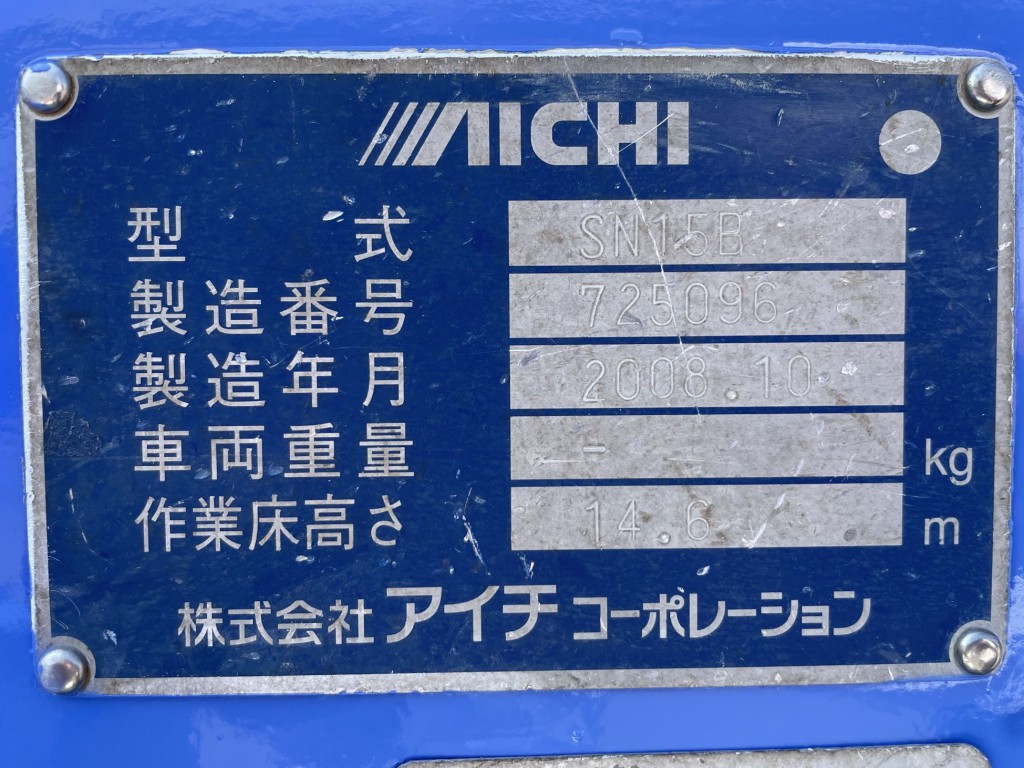 AICHI
型式 SN15B
製造番号 725096
製造年月 2008.10
車両重量 - kg
作業床高さ 14.6 m
株式会社アイチコーポレーション